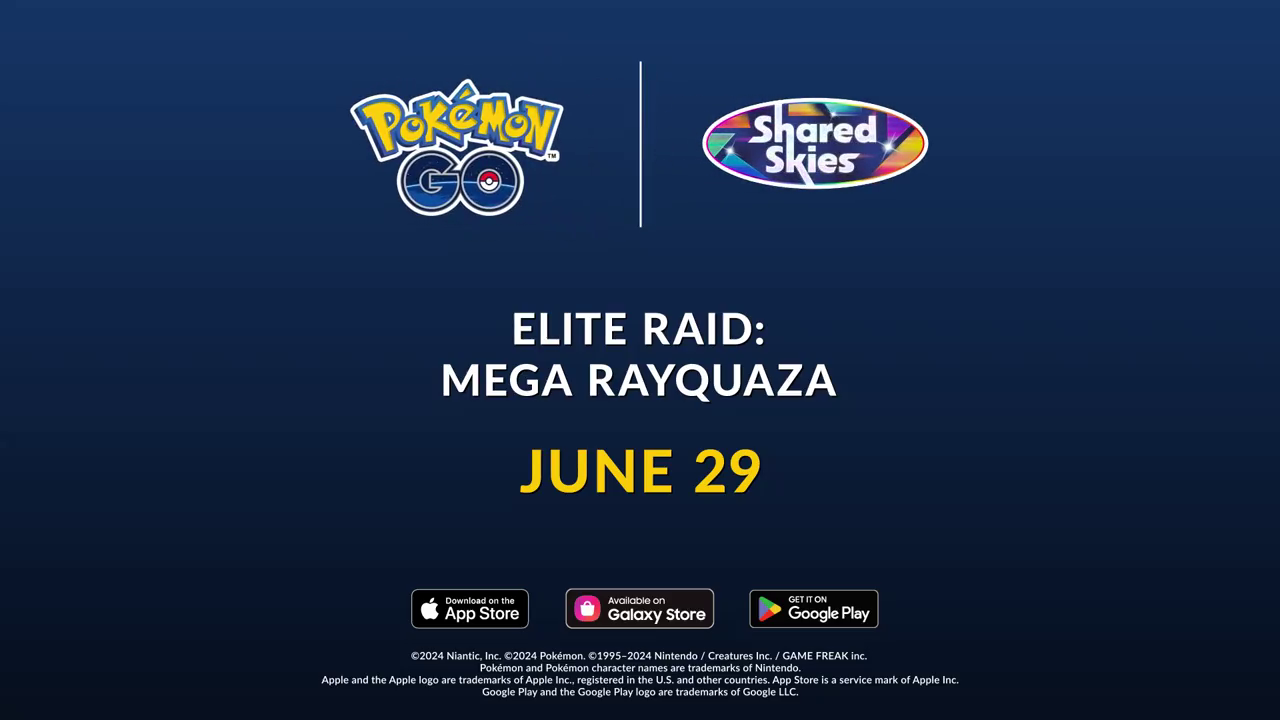 POKéMON
GO
TM
Shared
Skies
ELITE RAID:
MEGA RAYQUAZA
JUNE 29
Download on the
App Store
Available on
Galaxy Store
GET IT ON
Google Play
©2024 Niantic, Inc. ©2024 Pokémon. ©1995–2024 Nintendo / Creatures Inc. / GAME FREAK inc.
Pokémon and Pokémon character names are trademarks of Nintendo.
Apple and the Apple logo are trademarks of Apple Inc., registered in the U.S. and other countries. App Store is a service mark of Apple Inc.
Google Play and the Google Play logo are trademarks of Google LLC.